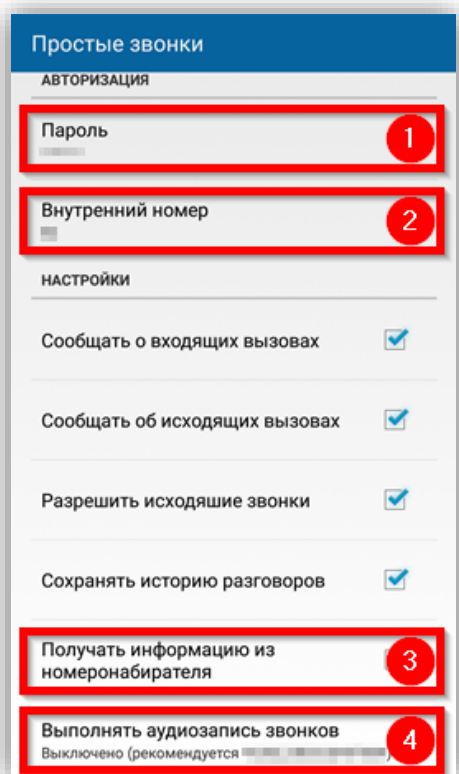 Простые звонки
АВТОРИЗАЦИЯ
Пароль
1
Внутренний номер
2
НАСТРОЙКИ
Сообщать о входящих вызовах
Сообщать об исходящих вызовах
Разрешить исходяшие звонки
Сохранять историю разговоров
Получать информацию из
номеронабирателя
3
Выполнять аудиозапись звонков
Выключено (рекомендуется )
4